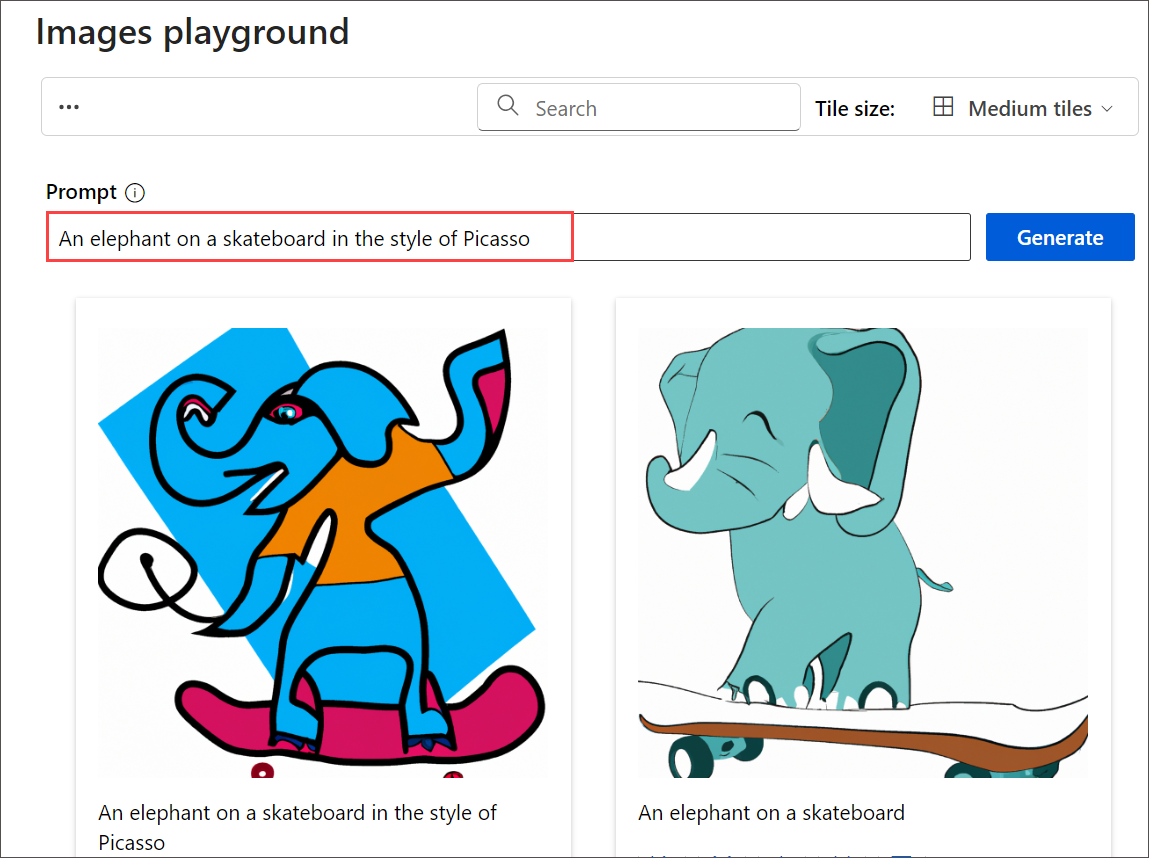 Images playground
Search
Tile size:
Medium tiles
Prompt
An elephant on a skateboard in the style of Picasso
Generate
An elephant on a skateboard in the style of
Picasso
An elephant on a skateboard